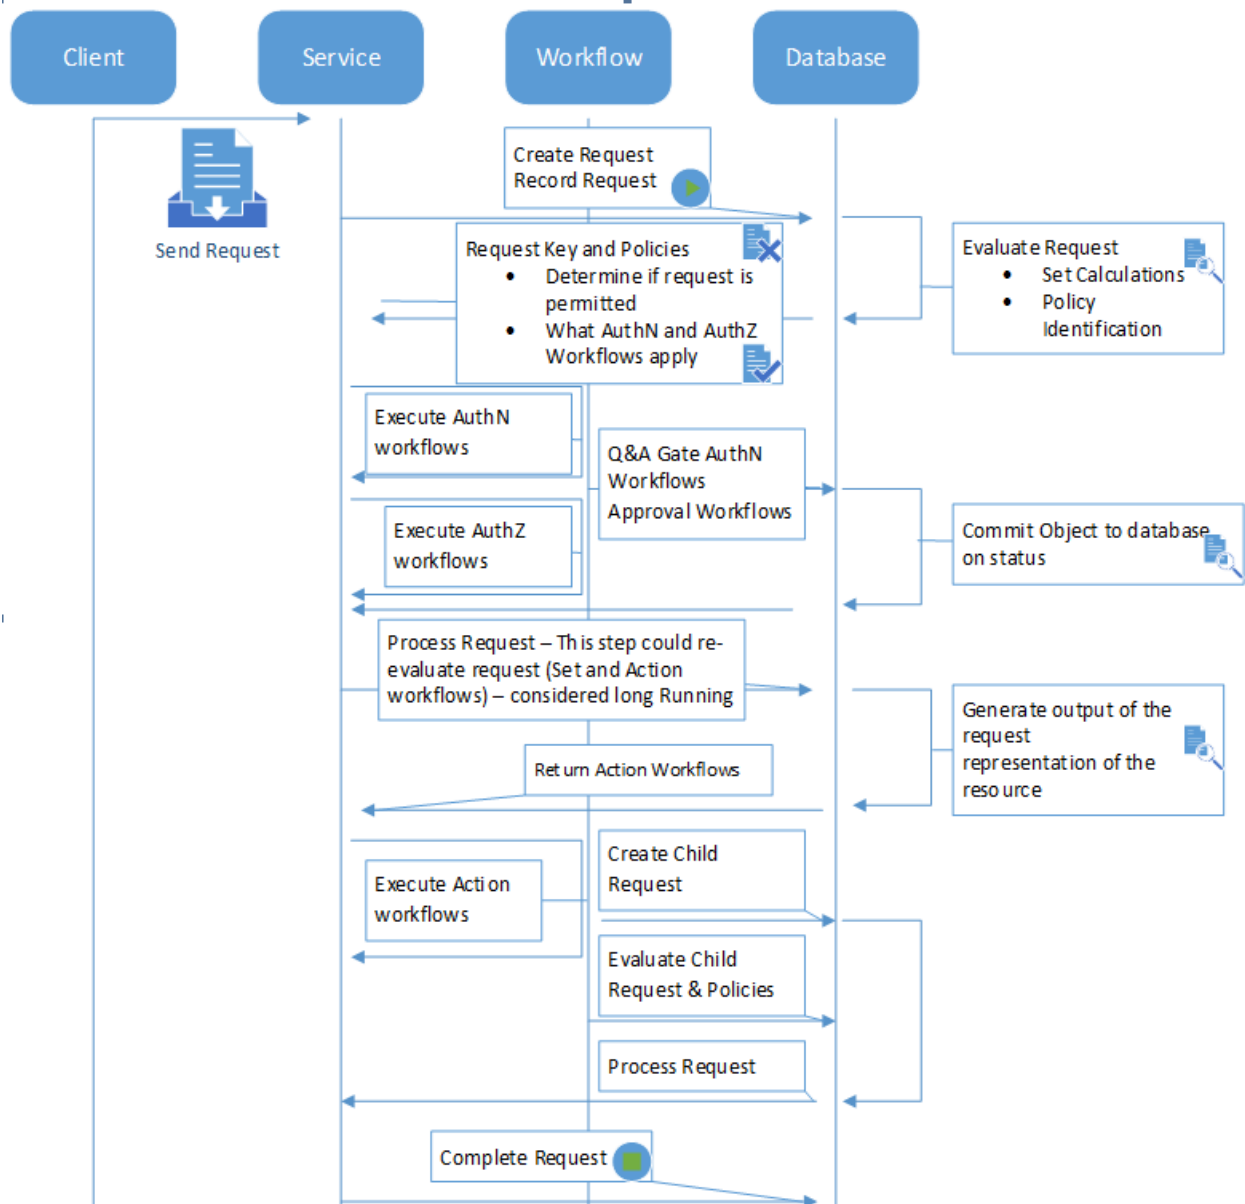 Client
Service
Workflow
Database
Send Request
Create Request
Record Request
Request Key and Policies
• Determine if request is
permitted
• What AuthN and AuthZ
Workflows apply
Evaluate Request
• Set Calculations
• Policy
Identification
Execute AuthN
workflows
Q&A Gate AuthN
Workflows
Approval Workflows
Execute AuthZ
workflows
Commit Object to database
on status
Process Request – This step could re-
evaluate request (Set and Action
workflows) – considered long Running
Generate output of the
request
representation of the
resource
Return Action Workflows
Create Child
Request
Execute Action
workflows
Evaluate Child
Request & Policies
Process Request
Complete Request